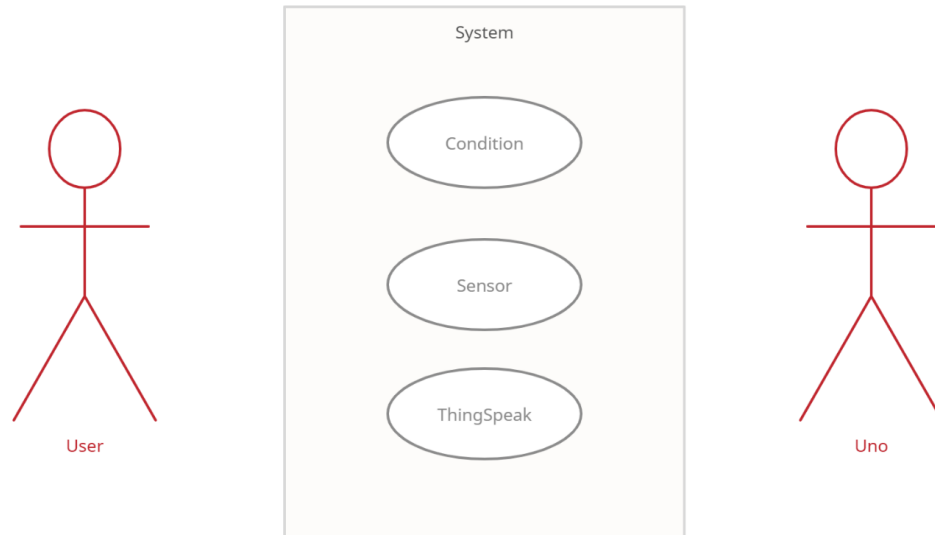 System
Condition
Sensor
ThingSpeak
User
Uno